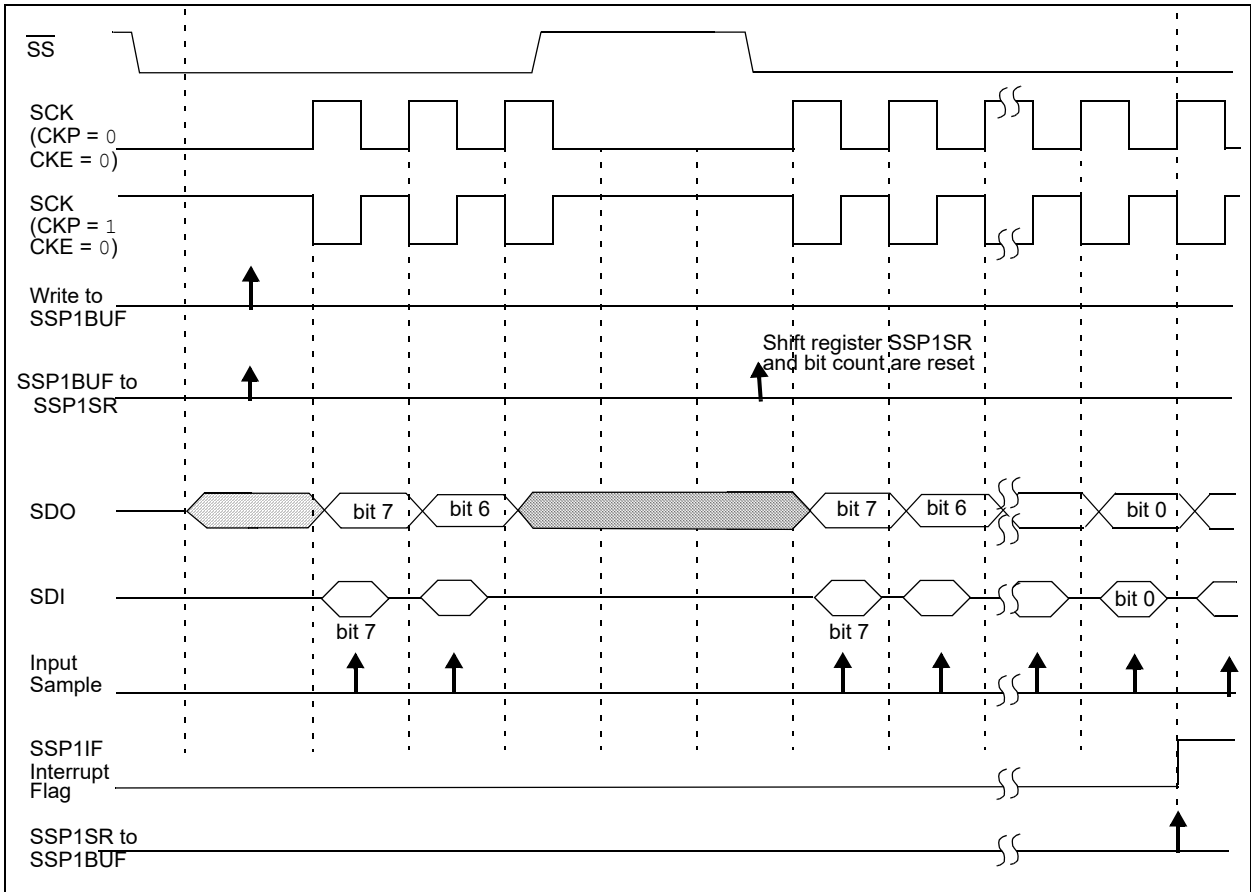 SS
SCK
(CKP = 0
CKE = 0)
SCK
(CKP = 1
CKE = 0)
Write to
SSP1BUF
Shift register SSP1SR
and bit count are reset
SSP1BUF to
SSP1SR
SDO
bit 7
bit 6
bit 7
bit 6
bit 0
SDI
bit 0
bit 7
bit 7
Input
Sample
SSP1IF
Interrupt
Flag
SSP1SR to
SSP1BUF